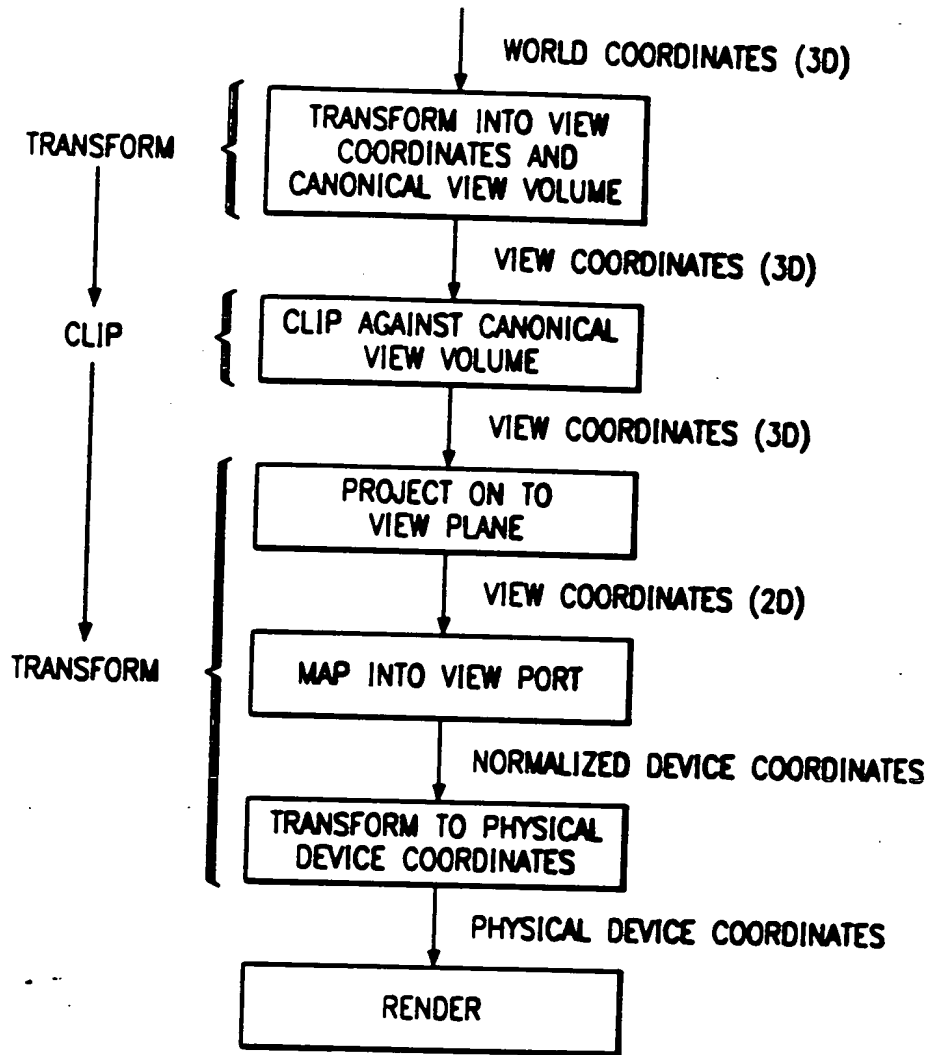 WORLD COORDINATES (3D)
TRANSFORM
TRANSFORM INTO VIEW
COORDINATES AND
CANONICAL VIEW VOLUME
VIEW COORDINATES (3D)
CLIP
CLIP AGAINST CANONICAL
VIEW VOLUME
VIEW COORDINATES (3D)
PROJECT ON TO
VIEW PLANE
VIEW COORDINATES (2D)
TRANSFORM
MAP INTO VIEW PORT
NORMALIZED DEVICE COORDINATES
TRANSFORM TO PHYSICAL
DEVICE COORDINATES
PHYSICAL DEVICE COORDINATES
RENDER